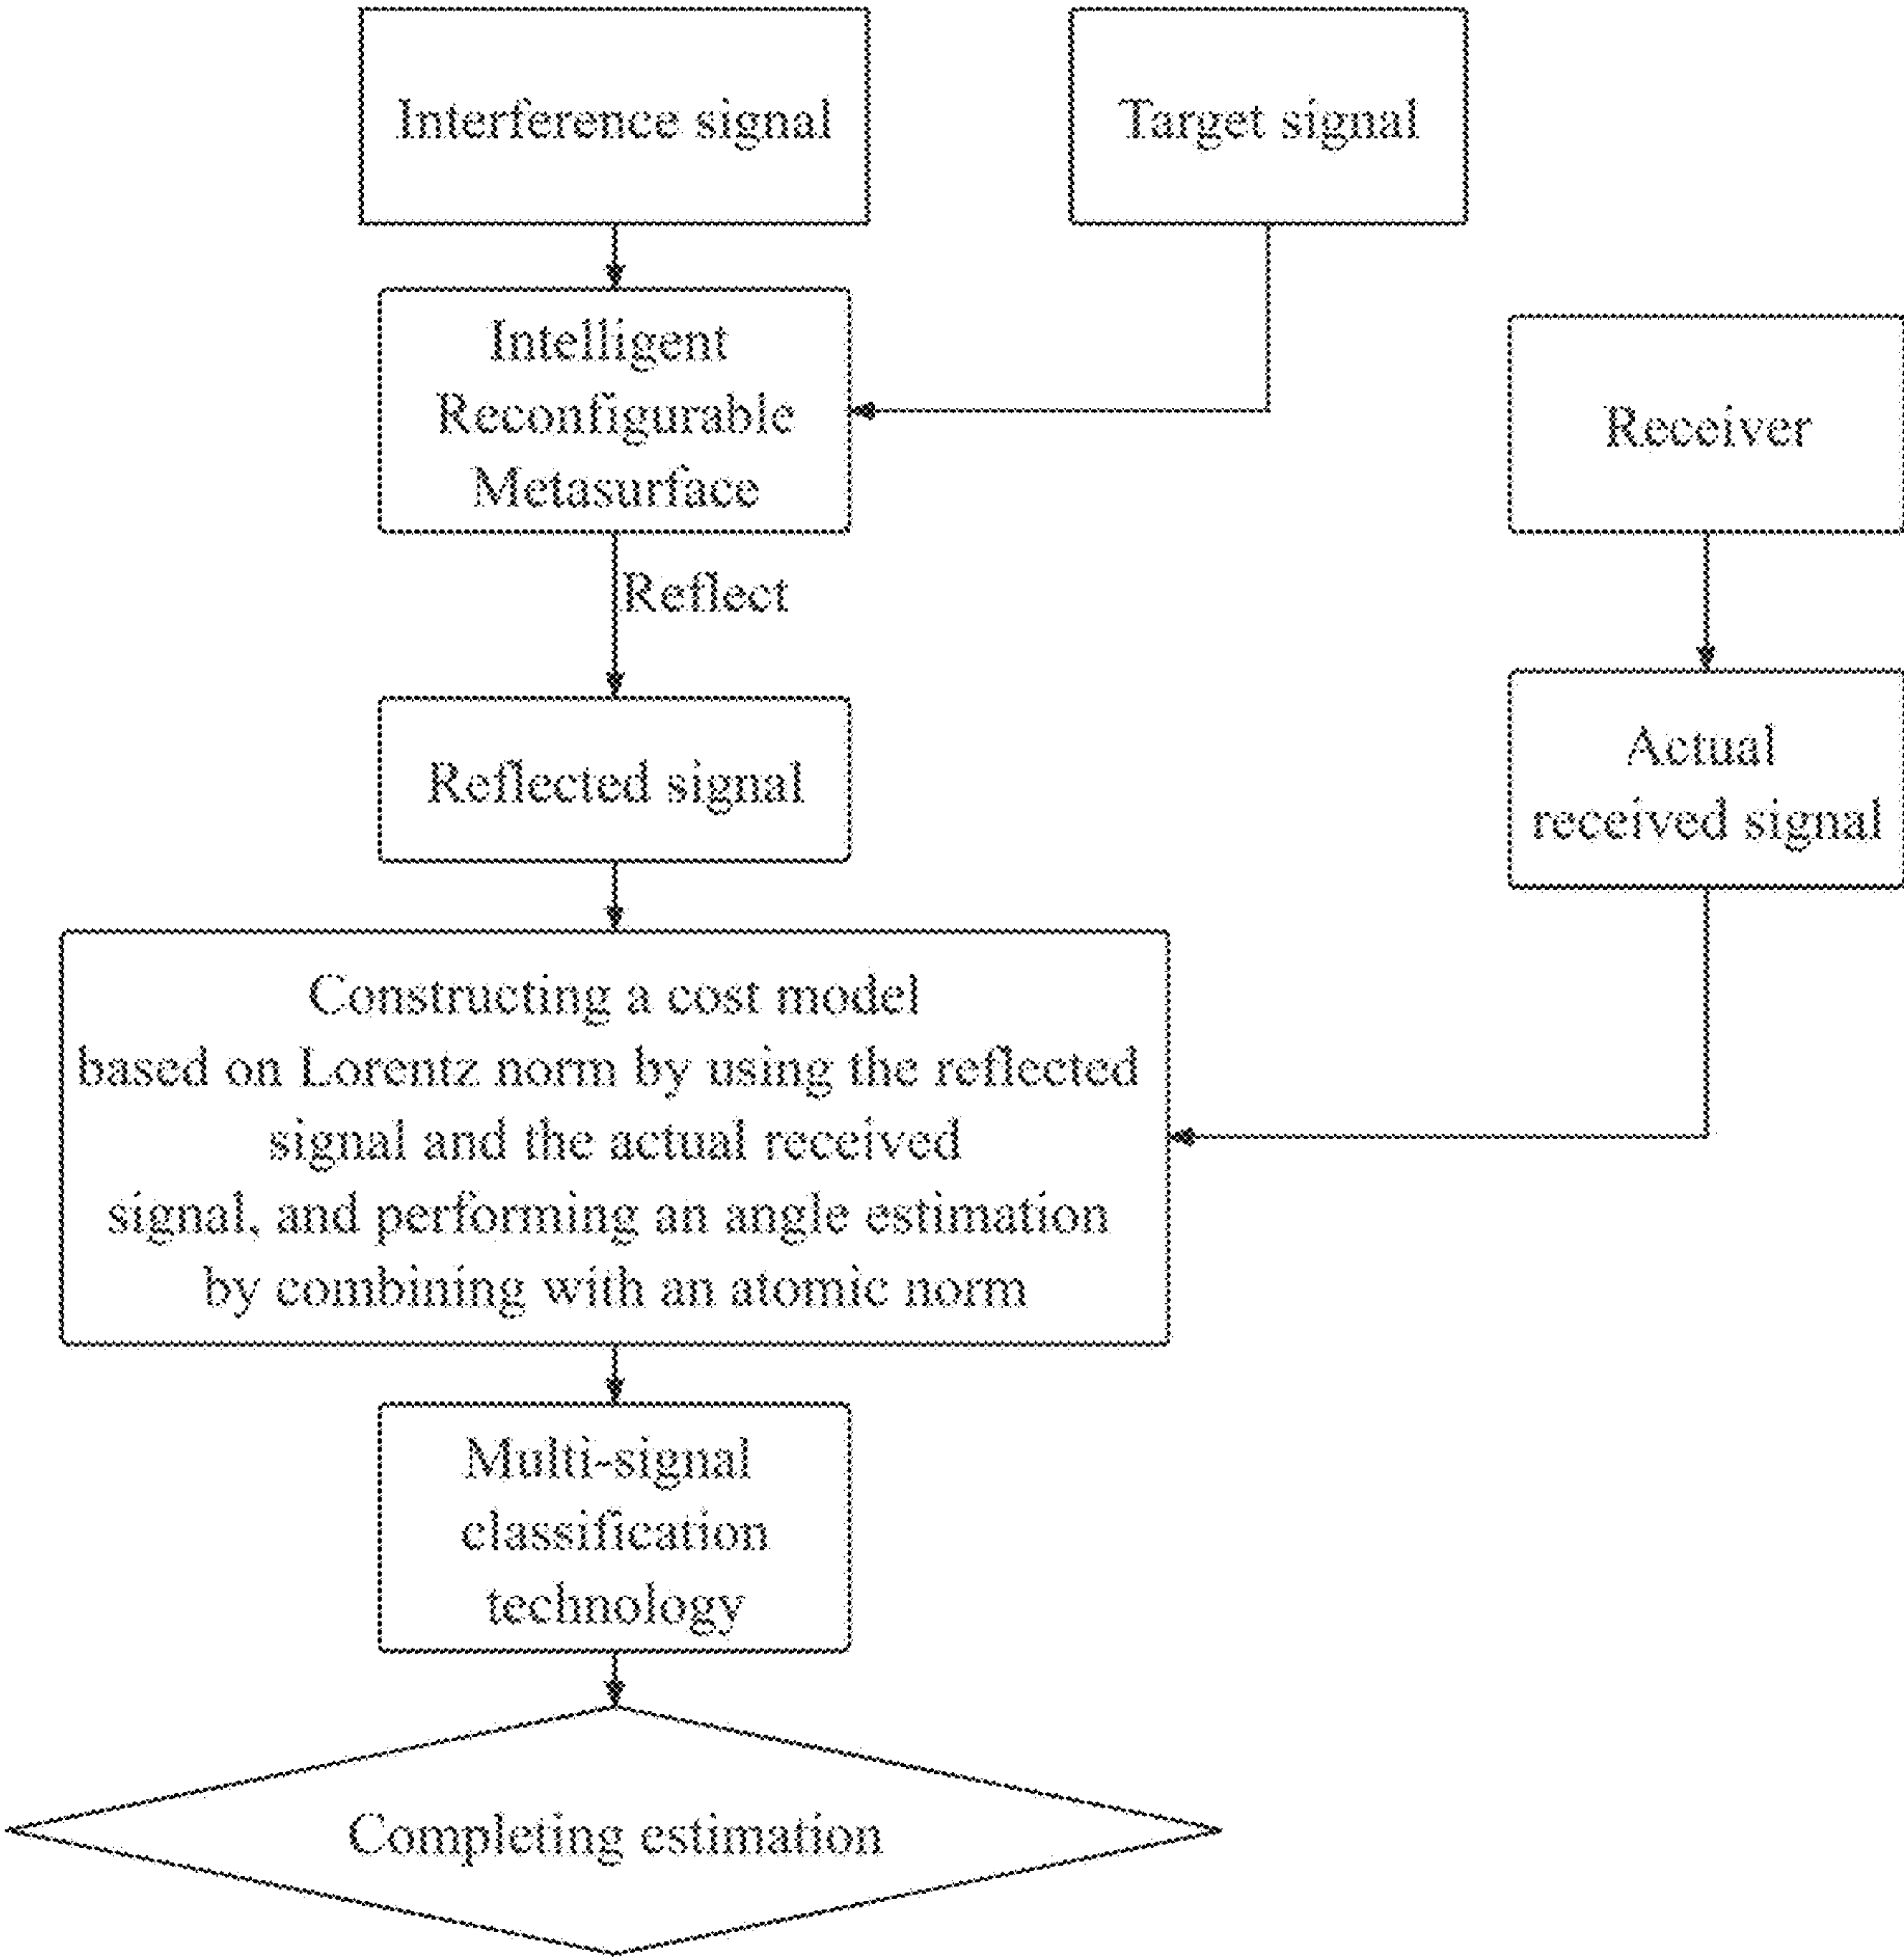 Interference signal
Target signal
Intelligent
Reconfigurable
Metasurface
Receiver
Reflect
Reflected signal
Actual
received signal
Constructing a cost model
based on Lorentz norm by using the reflected
signal and the actual received
signal, and performing an angle estimation
by combining with an atomic norm
Multi-signal
classification
technology
Completing estimation